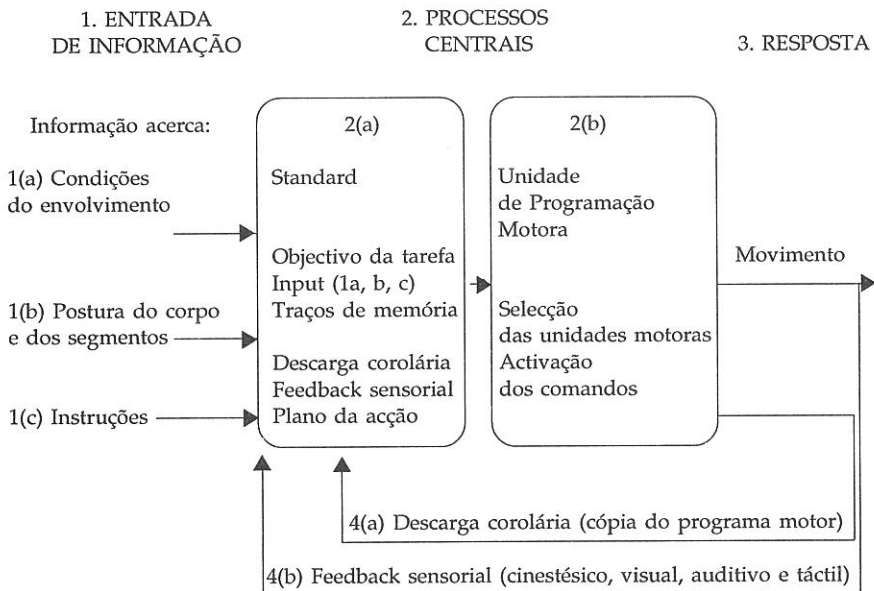 1. ENTRADA
DE INFORMAÇÃO
2. PROCESSOS
CENTRAIS
3. RESPOSTA
Informação acerca:
1(a) Condições
do envolvimento
1(b) Postura do corpo
e dos segmentos
1(c) Instruções
2(a)
Standard
Objectivo da tarefa
Input (1a, b, c)
Traços de memória
Descarga corolária
Feedback sensorial
Plano da acção
2(b)
Unidade
de Programação
Motora
Selecção
das unidades motoras
Activação
dos comandos
Movimento
4(a) Descarga corolária (cópia do programa motor)
4(b) Feedback sensorial (cinestésico, visual, auditivo e táctil)